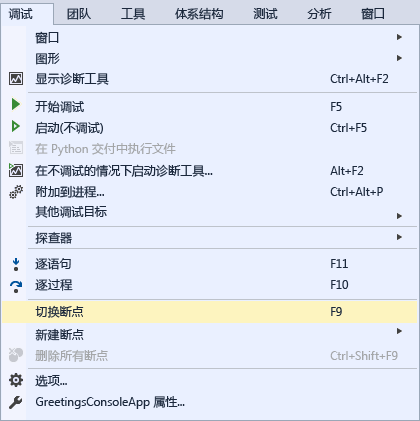 调试 团队 工具 体系结构 测试 分析 窗口
窗口
图形
显示诊断工具 Ctrl+Alt+F2
开始调试 F5
启动(不调试) Ctrl+F5
在 Python 交付中执行文件
在不调试的情况下启动诊断工具... Alt+F2
附加到进程... Ctrl+Alt+P
其他调试目标
探查器
逐语句 F11
逐过程 F10
切换断点 F9
新建断点
删除所有断点 Ctrl+Shift+F9
选项...
GreetingsConsoleApp 属性...